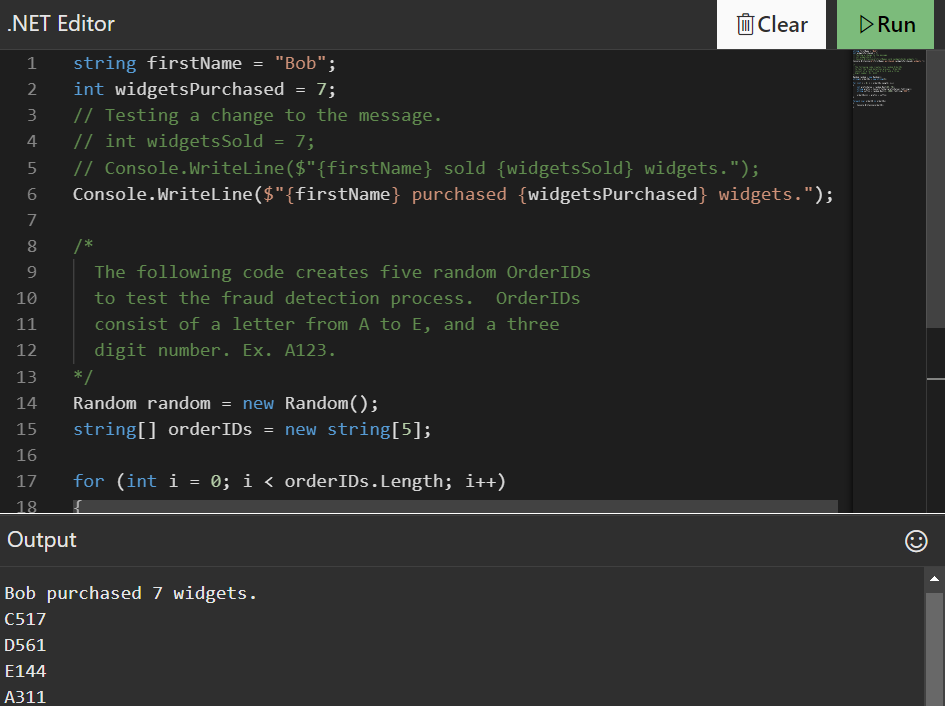 .NET Editor
Clear
Run
1 string firstName = "Bob";
2 int widgetsPurchased = 7;
3 // Testing a change to the message.
4 // int widgetsSold = 7;
5 // Console.WriteLine($"{firstName} sold {widgetsSold} widgets.");
6 Console.WriteLine($"{firstName} purchased {widgetsPurchased} widgets.");
7
8 /*
9   The following code creates five random OrderIDs
10   to test the fraud detection process.  OrderIDs
11   consist of a letter from A to E, and a three
12   digit number. Ex. A123.
13 */
14 Random random = new Random();
15 string[] orderIDs = new string[5];
16
17 for (int i = 0; i < orderIDs.Length; i++)
18 {
Output
Bob purchased 7 widgets.
C517
D561
E144
A311